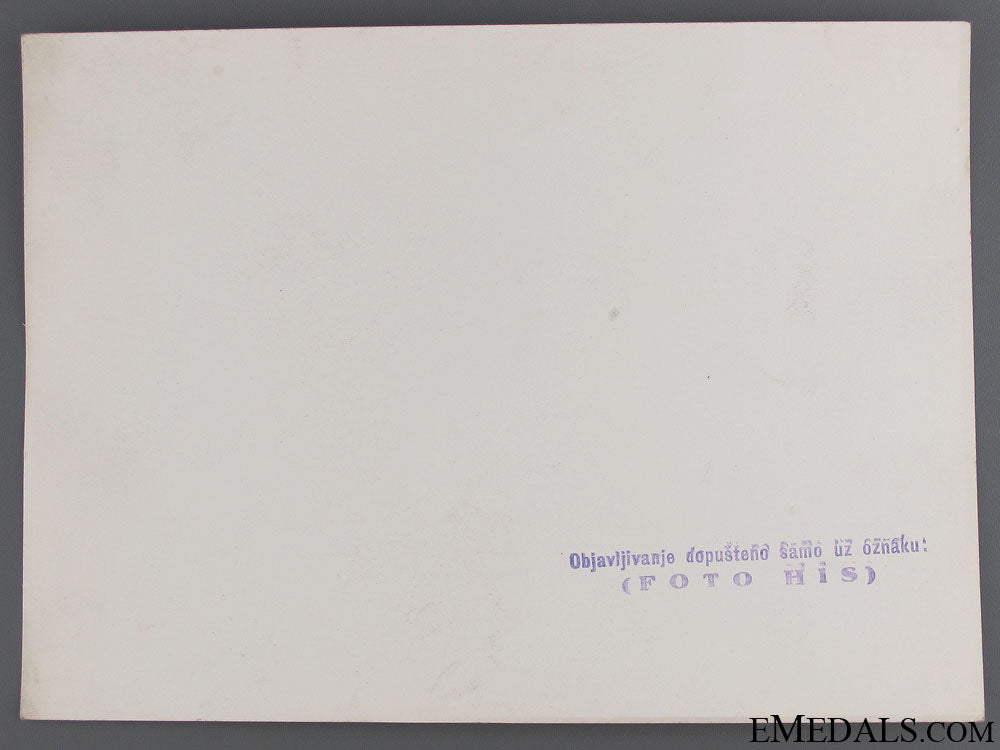 Objavljivanje dopušteno samo uz oznaku:
(FOTO HIS)
EMEDALS.COM